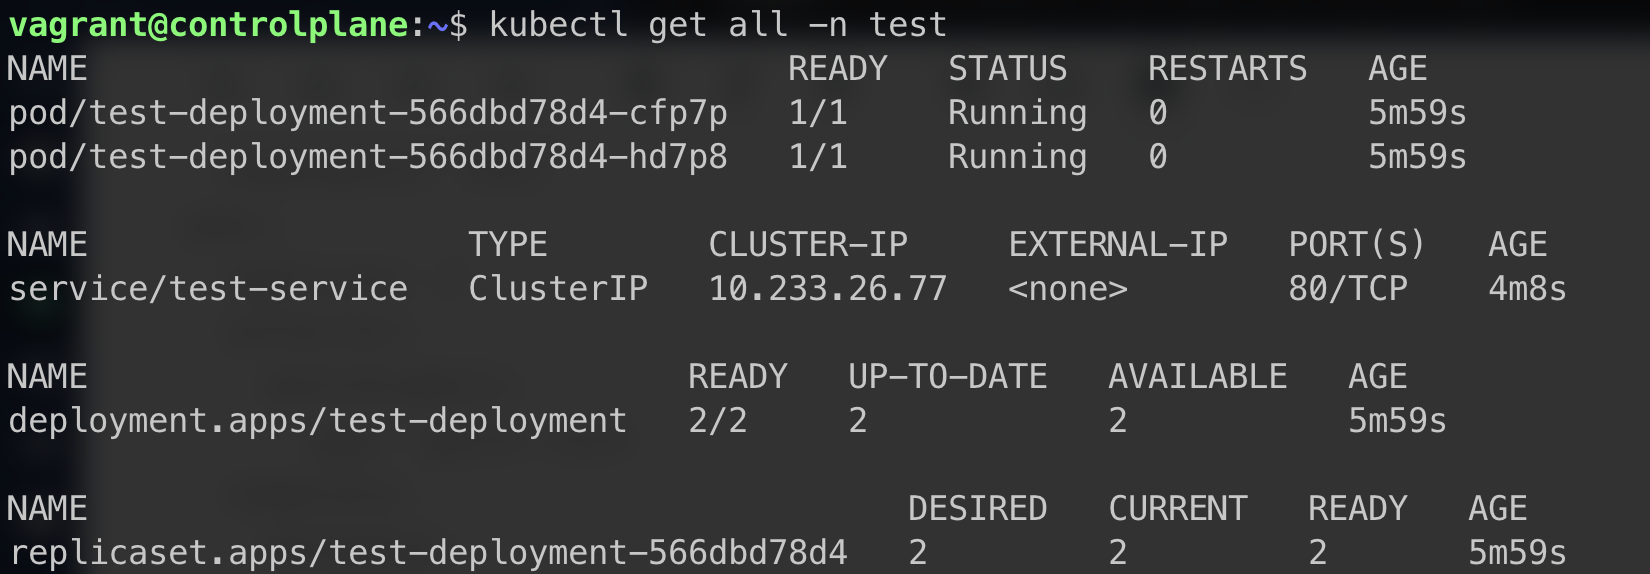 vagrant@controlplane:~$ kubectl get all -n test
NAME                                   READY   STATUS    RESTARTS   AGE
pod/test-deployment-566dbd78d4-cfp7p   1/1     Running   0          5m59s
pod/test-deployment-566dbd78d4-hd7p8   1/1     Running   0          5m59s
NAME                   TYPE        CLUSTER-IP     EXTERNAL-IP   PORT(S)   AGE
service/test-service   ClusterIP   10.233.26.77   <none>        80/TCP    4m8s
NAME                              READY   UP-TO-DATE   AVAILABLE   AGE
deployment.apps/test-deployment   2/2     2            2           5m59s
NAME                                         DESIRED   CURRENT   READY   AGE
replicaset.apps/test-deployment-566dbd78d4   2         2         2       5m59s